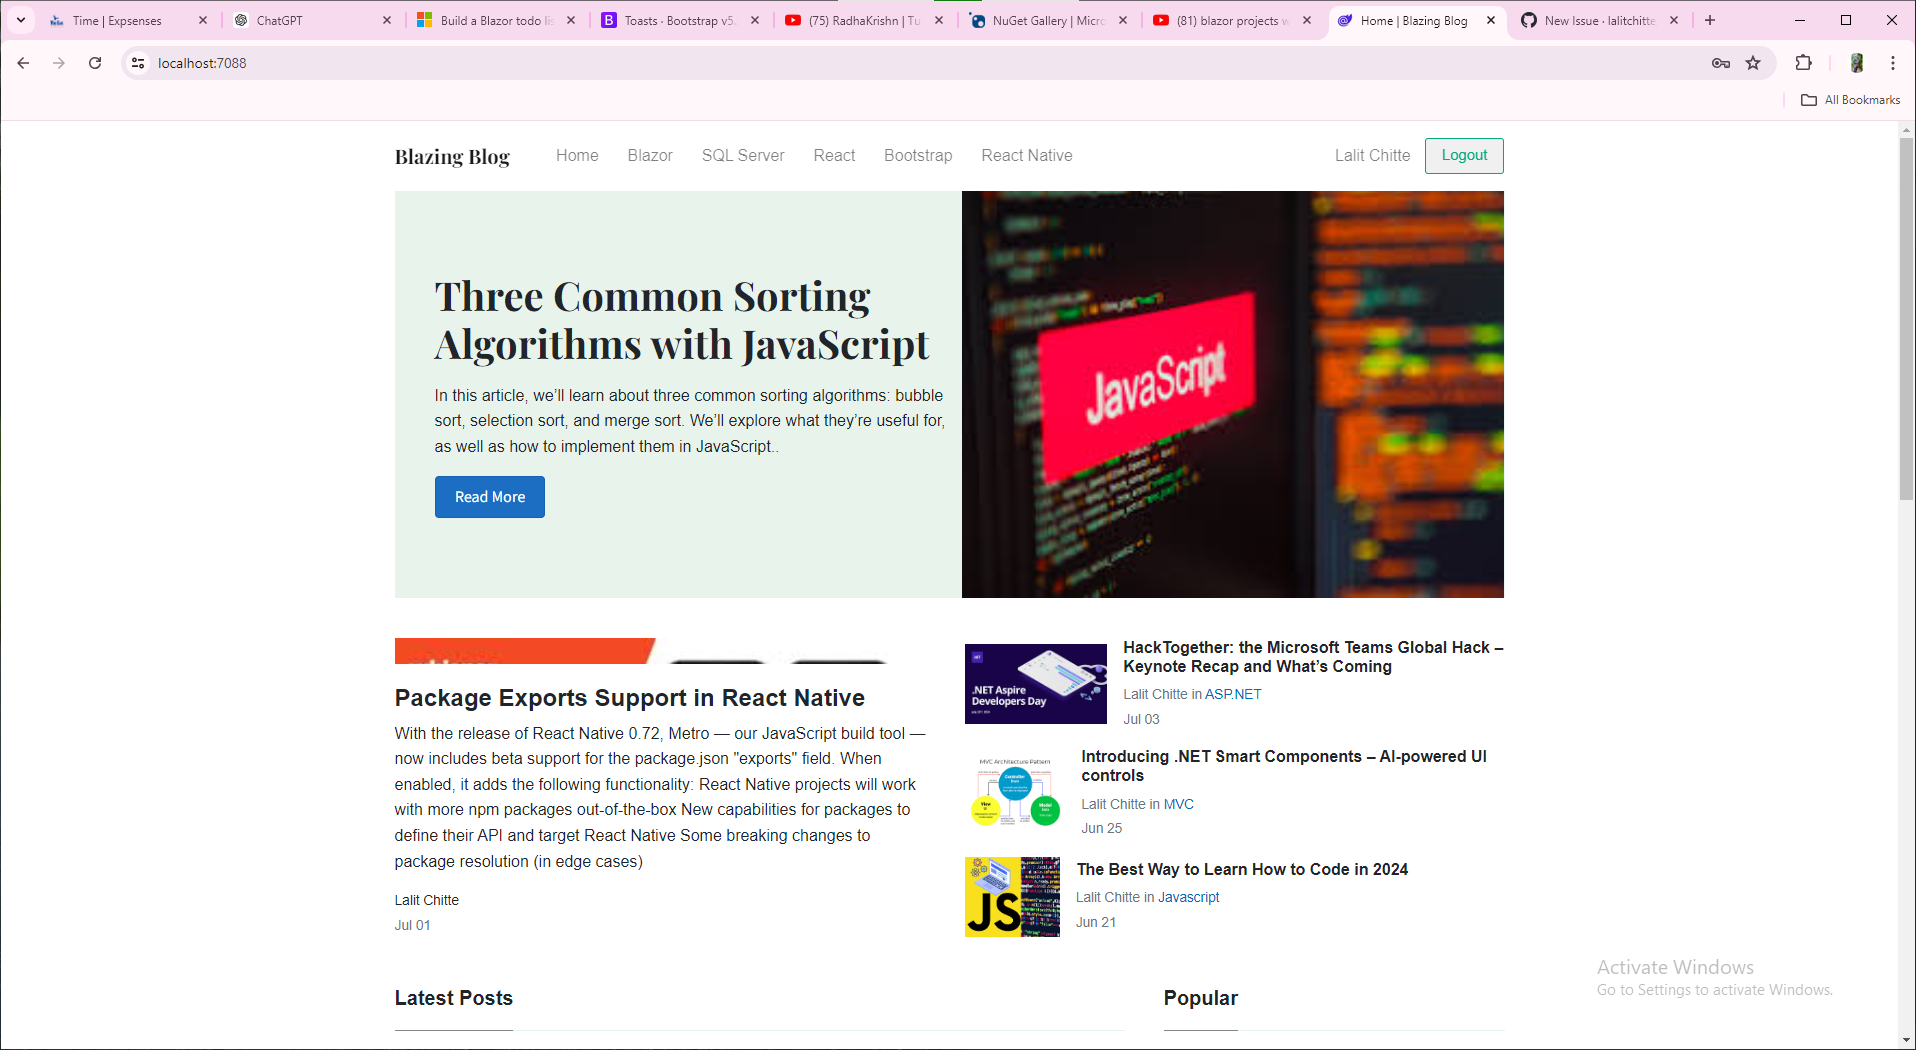 Time | Expsenses
ChatGPT
Build a Blazor todo lis
Toasts · Bootstrap v5.
(75) RadhaKrishn | Tu
NuGet Gallery | Micro
(81) blazor projects w
Home | Blazing Blog
New Issue · lalitchitte
localhost:7088
All Bookmarks
Blazing Blog
Home
Blazor
SQL Server
React
Bootstrap
React Native
Lalit Chitte
Logout
Three Common Sorting
Algorithms with JavaScript
In this article, we’ll learn about three common sorting algorithms: bubble
sort, selection sort, and merge sort. We’ll explore what they’re useful for,
as well as how to implement them in JavaScript..
Read More
JavaScript
Package Exports Support in React Native
With the release of React Native 0.72, Metro — our JavaScript build tool —
now includes beta support for the package.json "exports" field. When
enabled, it adds the following functionality: React Native projects will work
with more npm packages out-of-the-box New capabilities for packages to
define their API and target React Native Some breaking changes to
package resolution (in edge cases)
Lalit Chitte
Jul 01
.NET
.NET Aspire
Developers Day
HackTogether: the Microsoft Teams Global Hack –
Keynote Recap and What’s Coming
Lalit Chitte in ASP.NET
Jul 03
MVC Architecture Pattern
Controller
View
Model
Introducing .NET Smart Components – AI-powered UI
controls
Lalit Chitte in MVC
Jun 25
JS
The Best Way to Learn How to Code in 2024
Lalit Chitte in Javascript
Jun 21
Latest Posts
Popular
Activate Windows
Go to Settings to activate Windows.